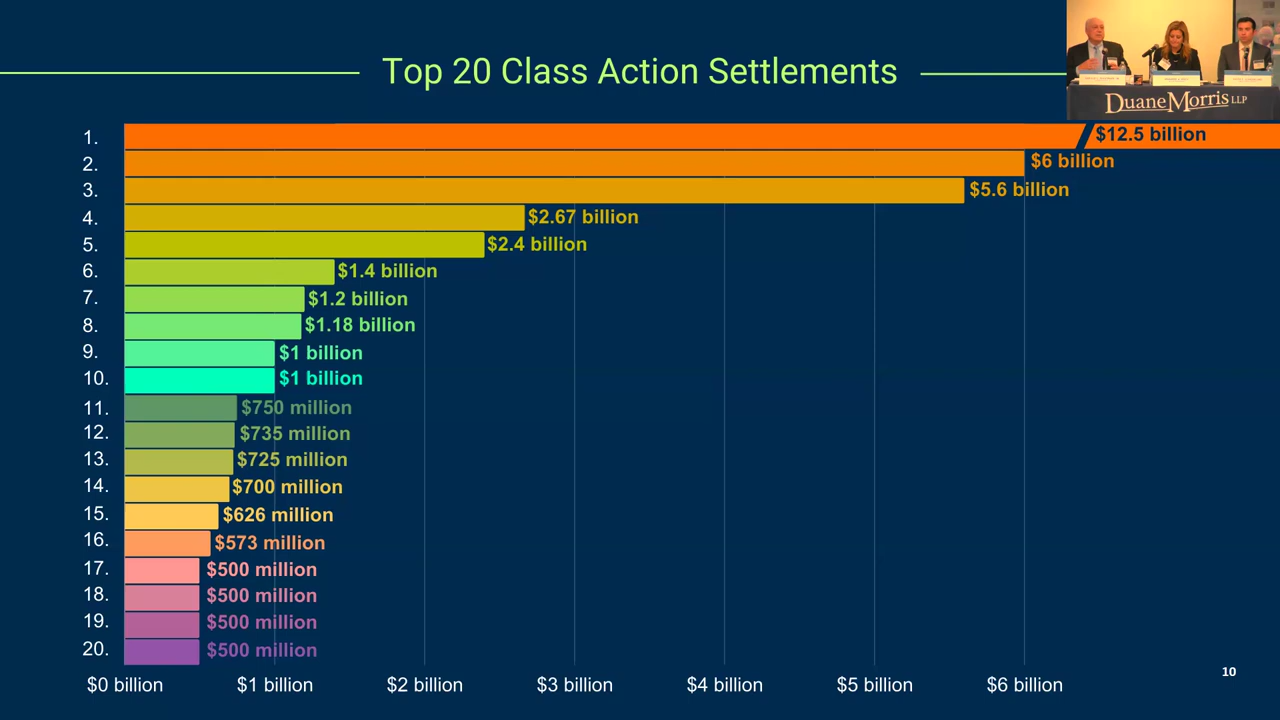 Top 20 Class Action Settlements
DuaneMorris LLP
1. $12.5 billion
2. $6 billion
3. $5.6 billion
4. $2.67 billion
5. $2.4 billion
6. $1.4 billion
7. $1.2 billion
8. $1.18 billion
9. $1 billion
10. $1 billion
11. $750 million
12. $735 million
13. $725 million
14. $700 million
15. $626 million
16. $573 million
17. $500 million
18. $500 million
19. $500 million
20. $500 million
$0 billion $1 billion $2 billion $3 billion $4 billion $5 billion $6 billion
10